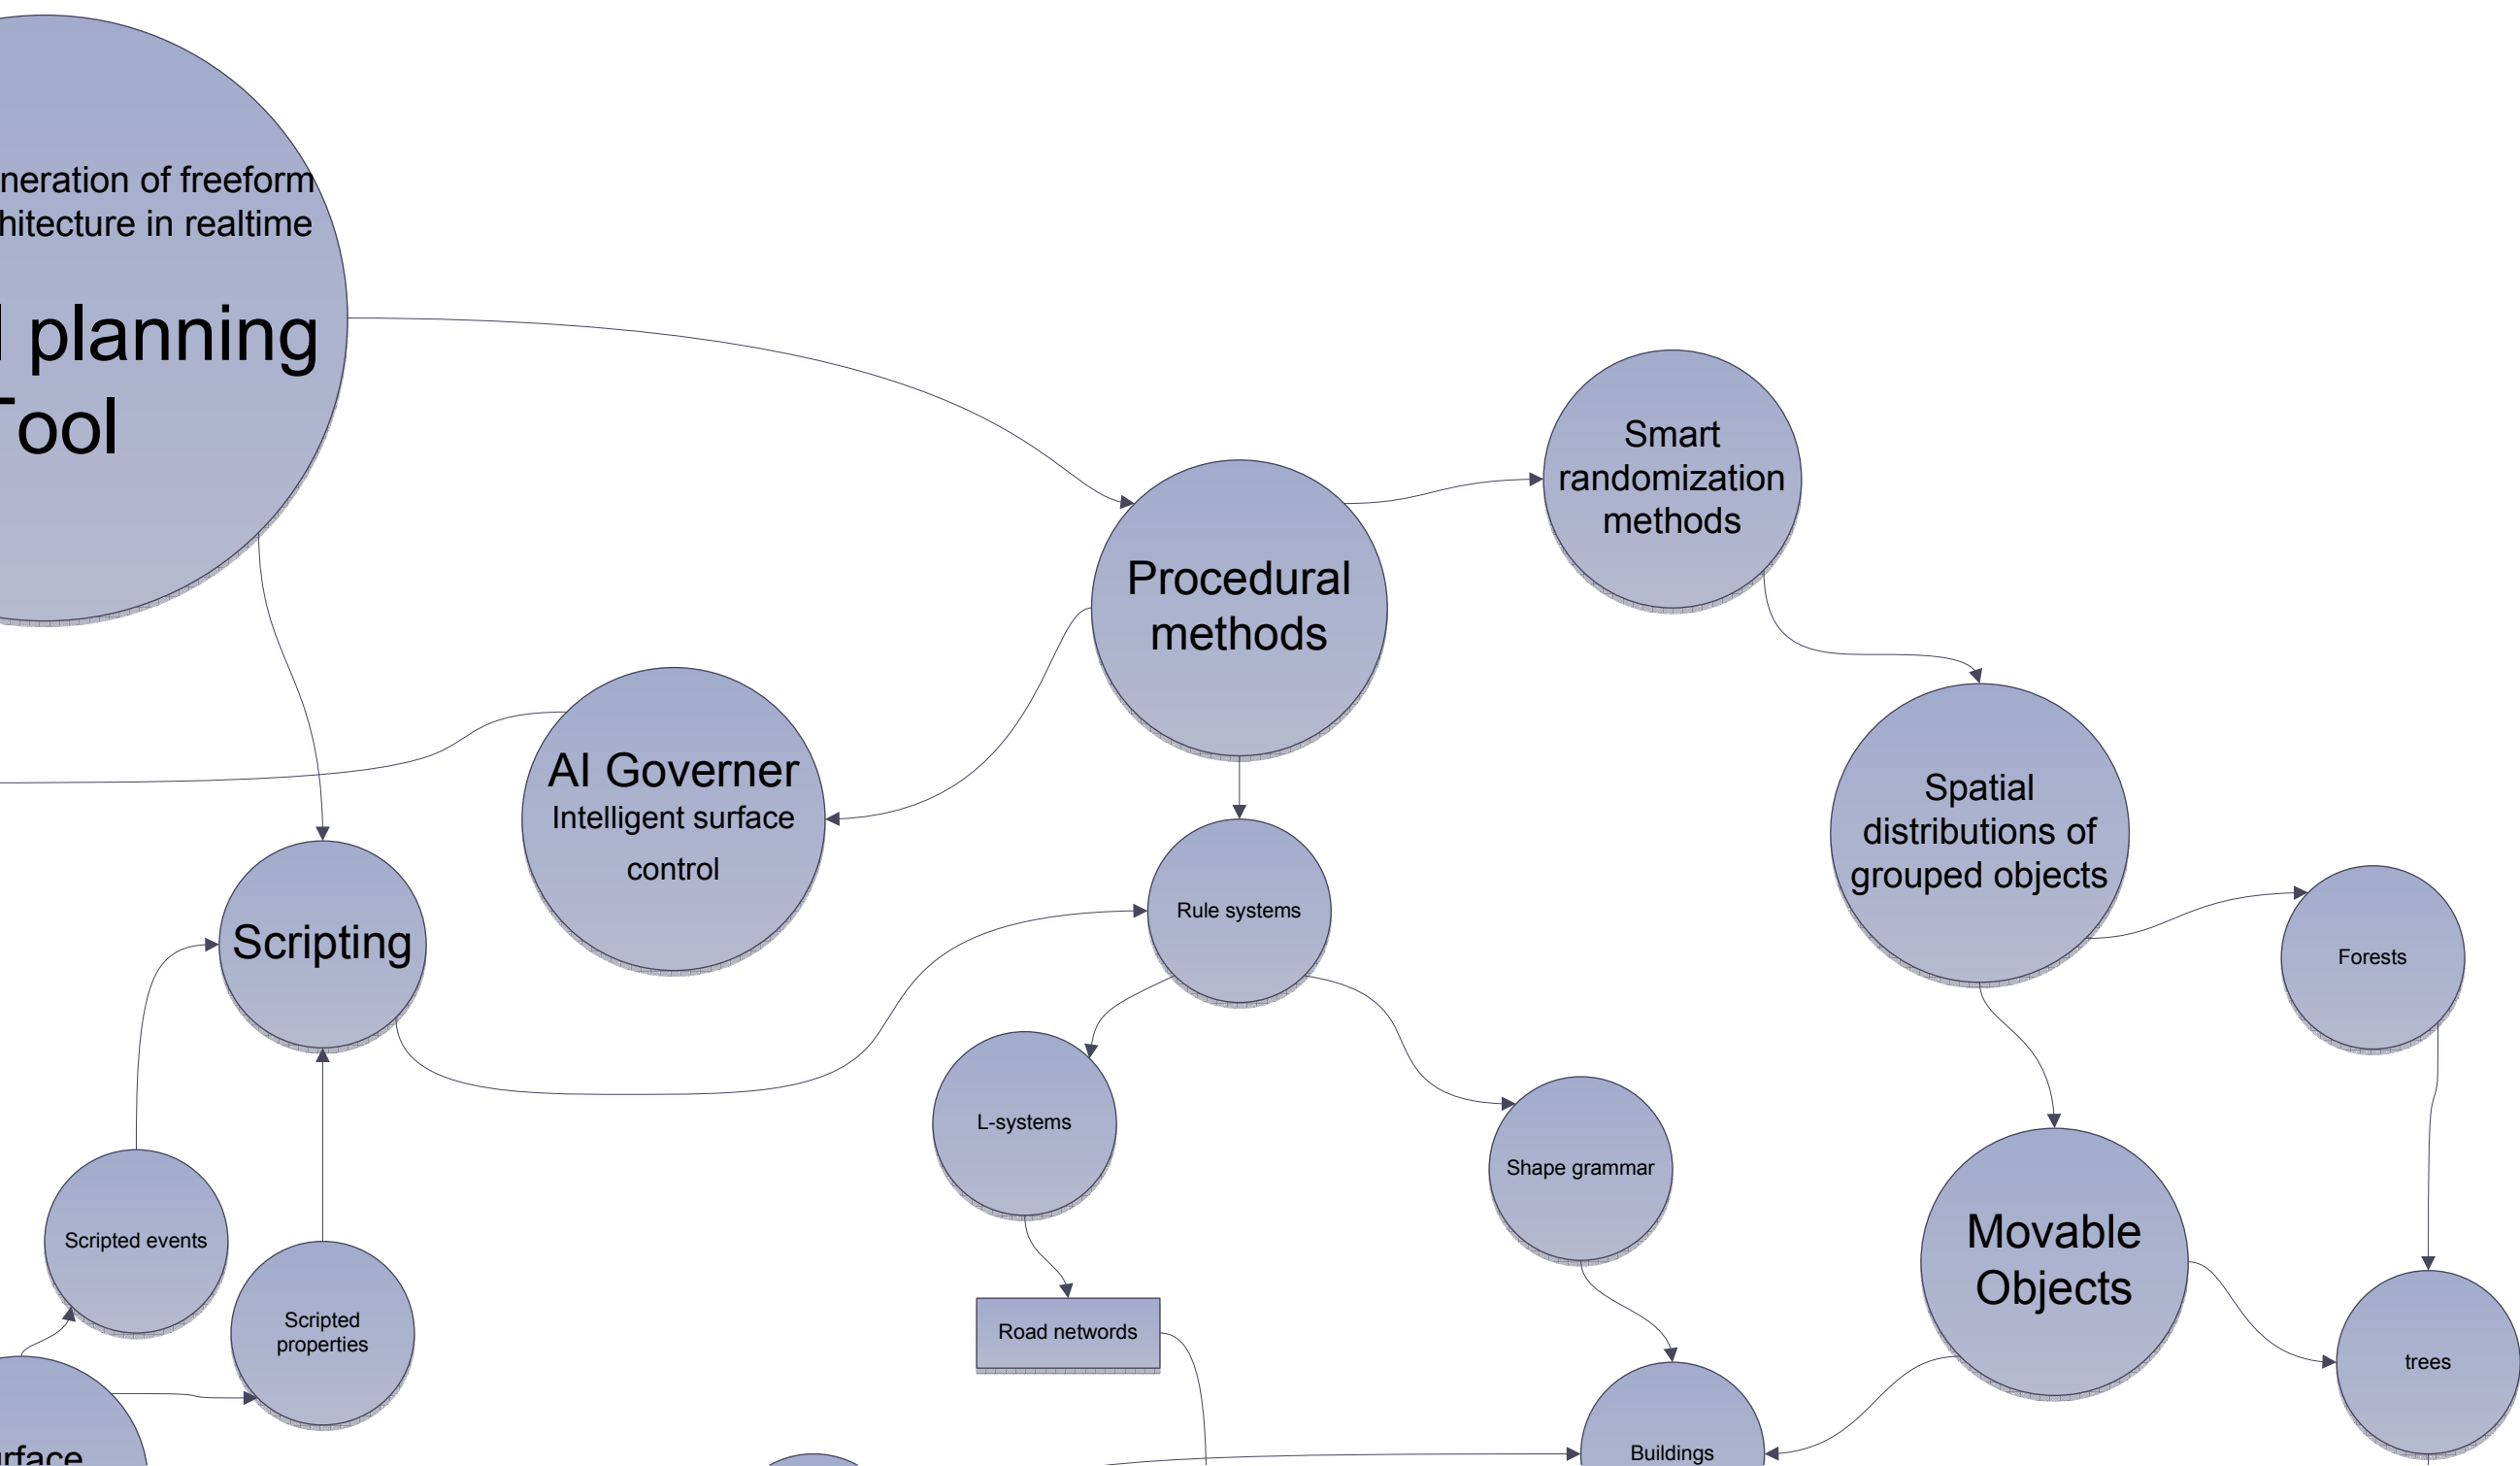 neration of freeform
hitecture in realtime
planning
Tool
Smart
randomization
methods
Procedural
methods
AI Governer
Intelligent surface
control
Spatial
distributions of
grouped objects
Rule systems
Forests
Scripting
L-systems
Shape grammar
Scripted events
Movable
Objects
Scripted
properties
Road networds
trees
Buildings
rface